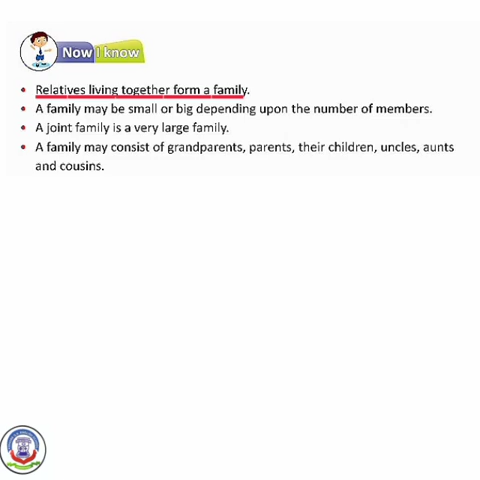 Now I know
• Relatives living together form a family.
• A family may be small or big depending upon the number of members.
• A joint family is a very large family.
• A family may consist of grandparents, parents, their children, uncles, aunts
and cousins.